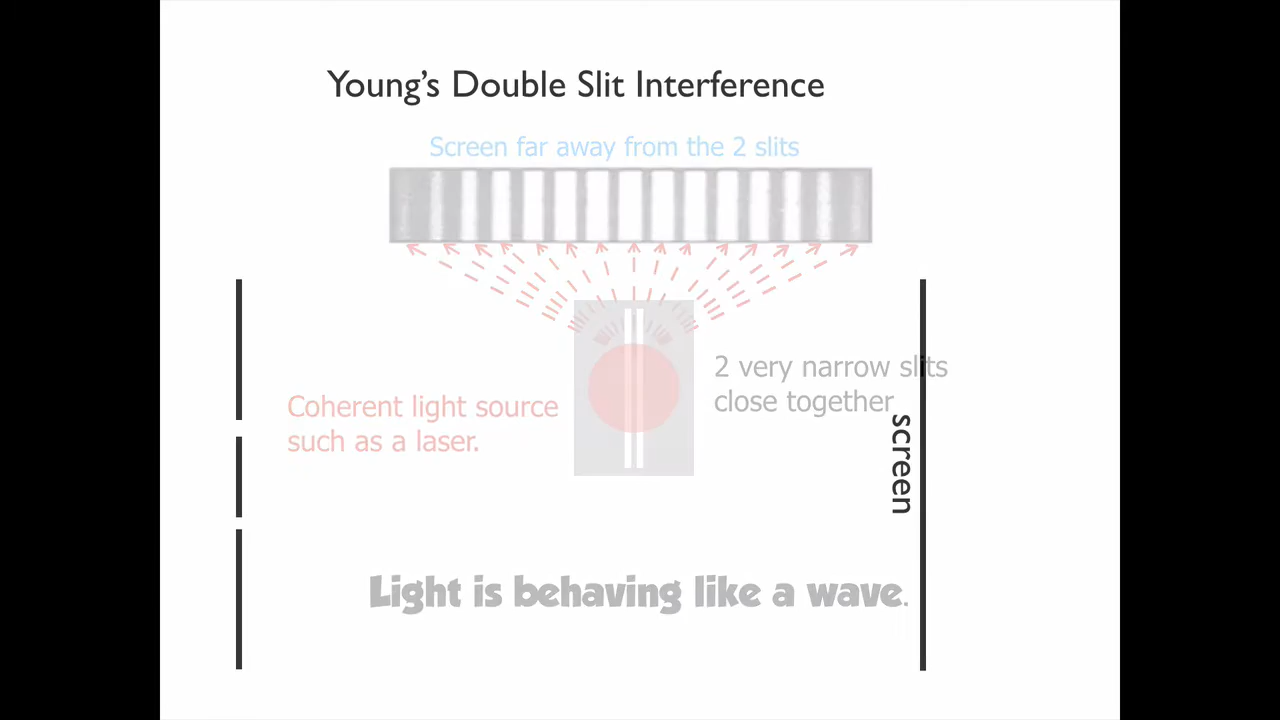 Young's Double Slit Interference
Screen far away from the 2 slits
2 very narrow slits
close together
Coherent light source
such as a laser.
screen
Light is behaving like a wave.